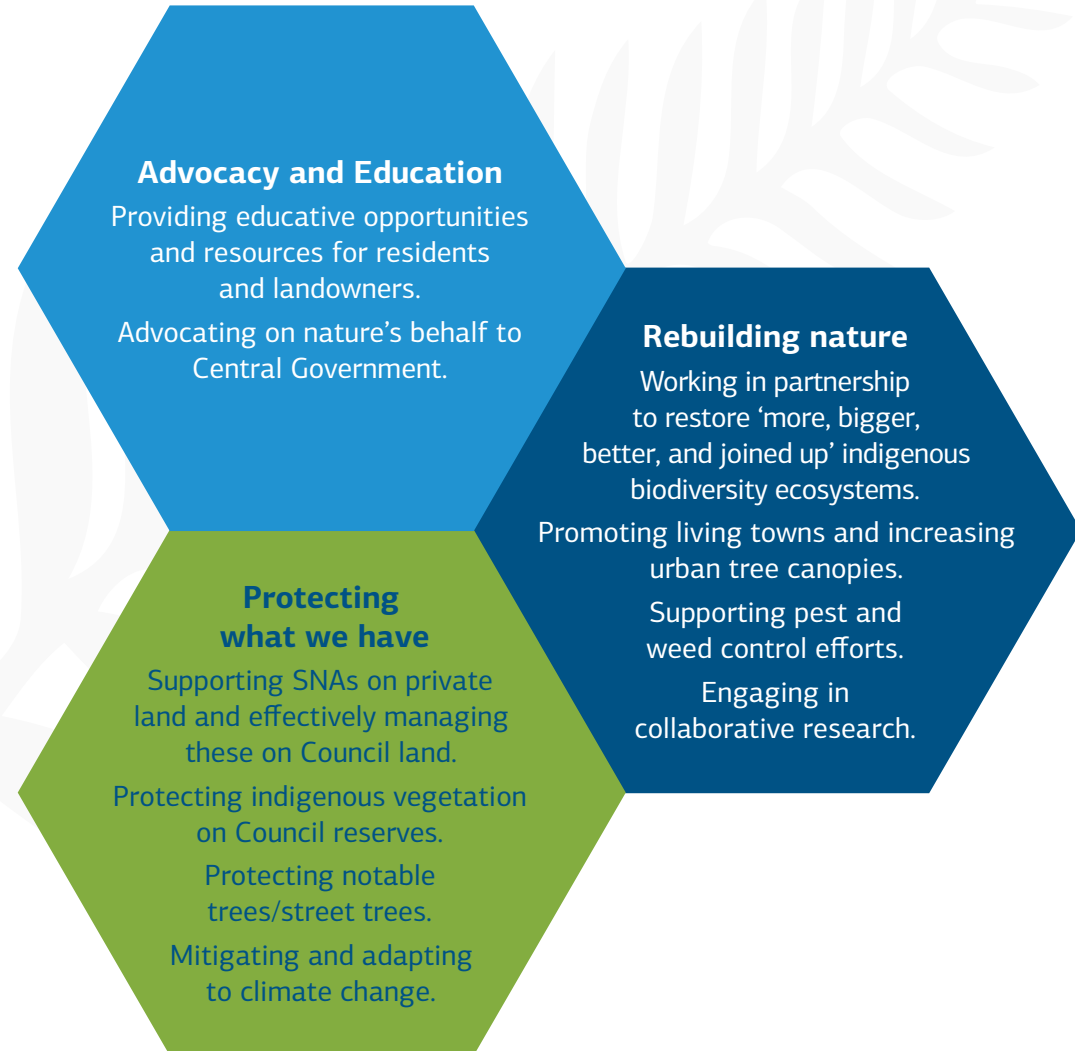 Advocacy and Education
Providing educative opportunities
and resources for residents
and landowners.
Advocating on nature’s behalf to
Central Government.
Rebuilding nature
Working in partnership
to restore ‘more, bigger,
better, and joined up’ indigenous
biodiversity ecosystems.
Promoting living towns and increasing
urban tree canopies.
Supporting pest and
weed control efforts.
Engaging in
collaborative research.
Protecting
what we have
Supporting SNAs on private
land and effectively managing
these on Council land.
Protecting indigenous vegetation
on Council reserves.
Protecting notable
trees/street trees.
Mitigating and adapting
to climate change.